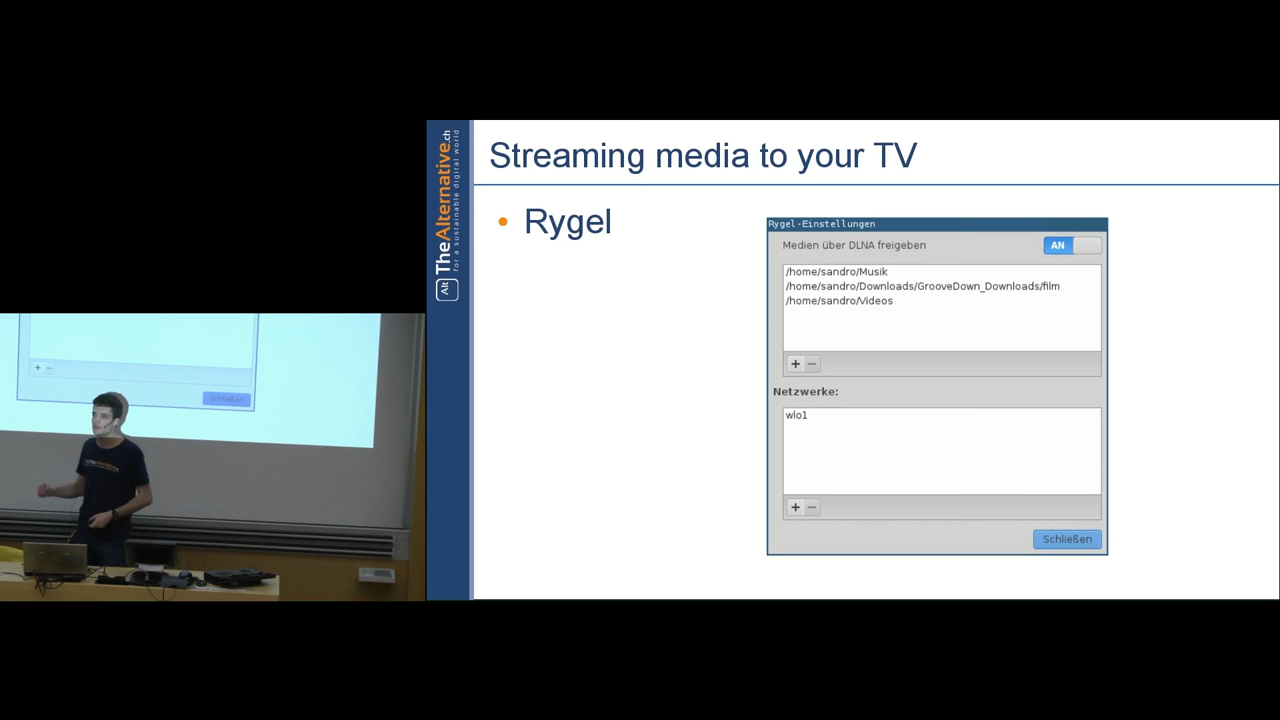 Streaming media to your TV
• Rygel
Rygel-Einstellungen
Medien über DLNA freigeben
AN
/home/sandro/Musik
/home/sandro/Downloads/GrooveDown_Downloads/film
/home/sandro/Videos
+ −
Netzwerke:
wlo1
+ −
Schließen
Alt
TheAlternative.ch
for a sustainable digital world
+ −
Schließen